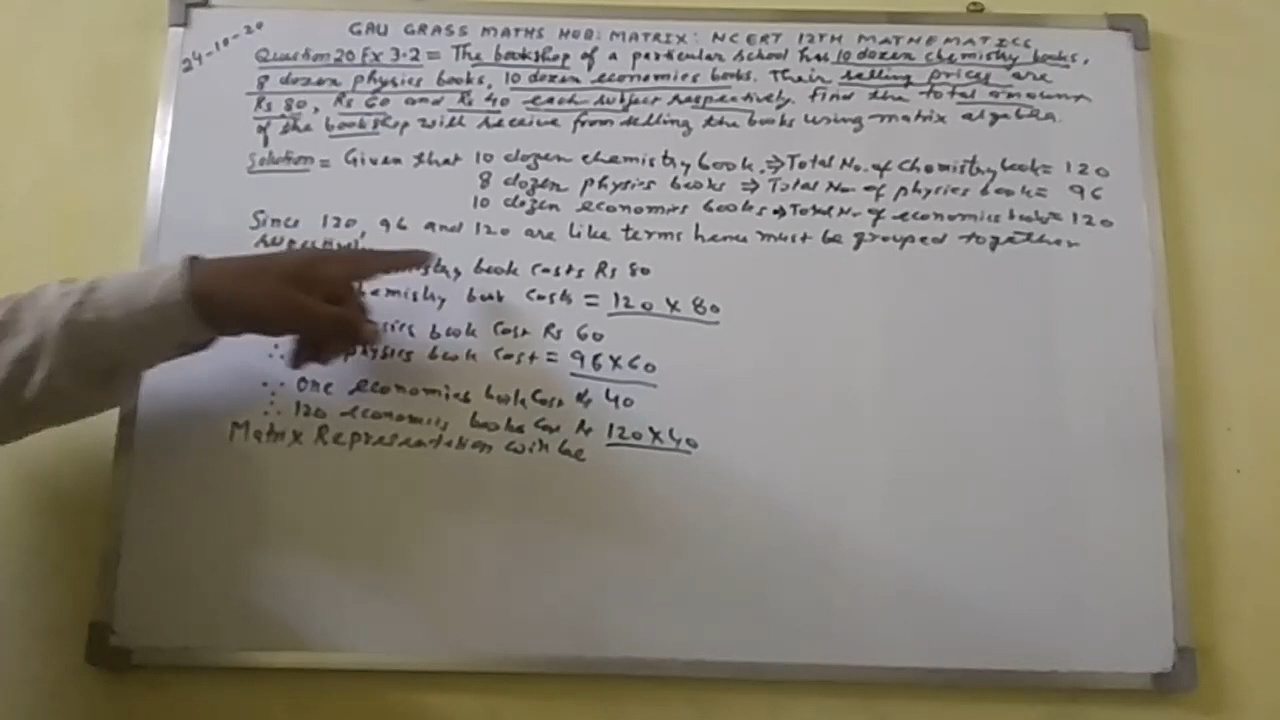 24-10-20
GAU GRASS MATHS HUB: MATRIX: NCERT 12TH MATHEMATICS
Question 20 Ex 3.2 = The bookshop of a particular school has 10 dozen chemistry books,
8 dozen physics books, 10 dozen economics books. Their selling prices are
Rs 80, Rs 60 and Rs 40 each subject respectively. Find the total amount
of the bookshop will receive from selling the books using matrix algebra.
Solution = Given that 10 dozen chemistry book. ⇒ Total No. of Chemistry book = 120
8 dozen physics books ⇒ Total No of physics book = 96
10 dozen economics books ⇒ Total No of economics book = 120
Since 120, 96 and 120 are like terms hence must be grouped together
book costs Rs 80
book costs = 120 X 80
book cost Rs 60
∴ physics book cost = 96 X 60
∵ One economics book cost Rs 40
∴ 120 economics books cost Rs 120 X 40
Matrix Representation will be